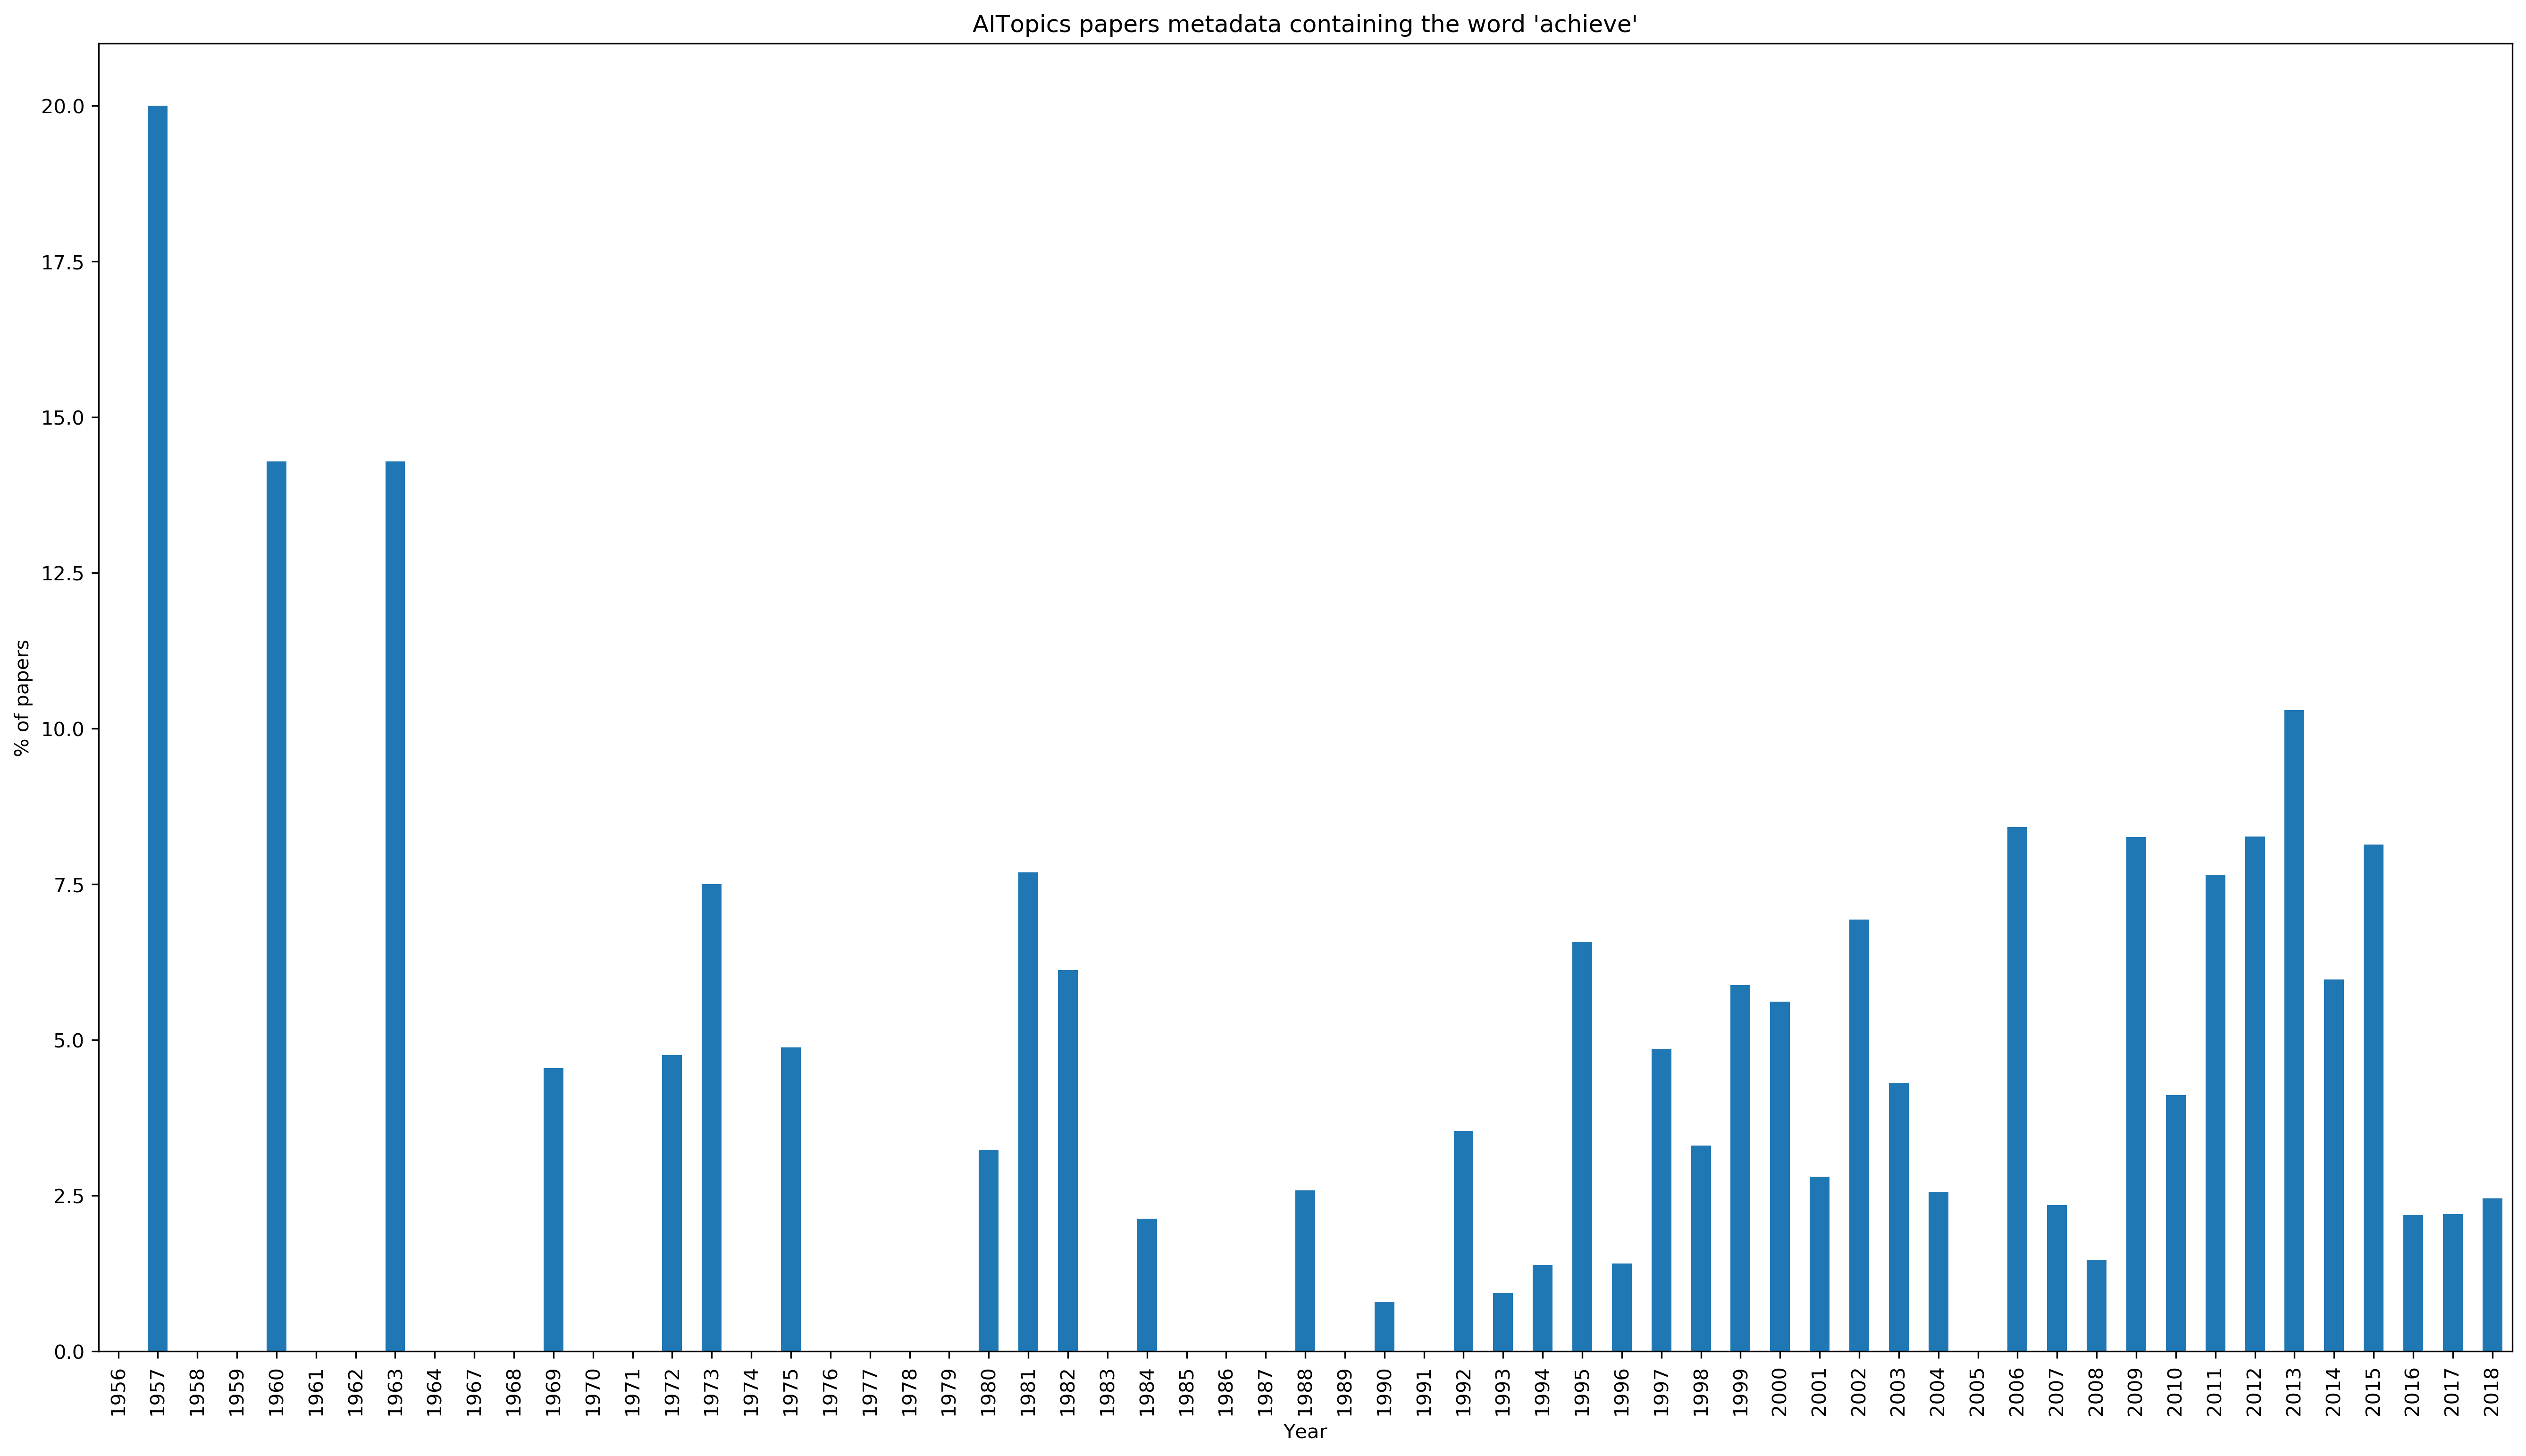 AITopics papers metadata containing the word 'achieve'
% of papers
20.0
17.5
15.0
12.5
10.0
7.5
5.0
2.5
0.0
1956 1957 1958 1959 1960 1961 1962 1963 1964 1967 1968 1969 1970 1971 1972 1973 1974 1975 1976 1977 1978 1979 1980 1981 1982 1983 1984 1985 1986 1987 1988 1989 1990 1991 1992 1993 1994 1995 1996 1997 1998 1999 2000 2001 2002 2003 2004 2005 2006 2007 2008 2009 2010 2011 2012 2013 2014 2015 2016 2017 2018
Year